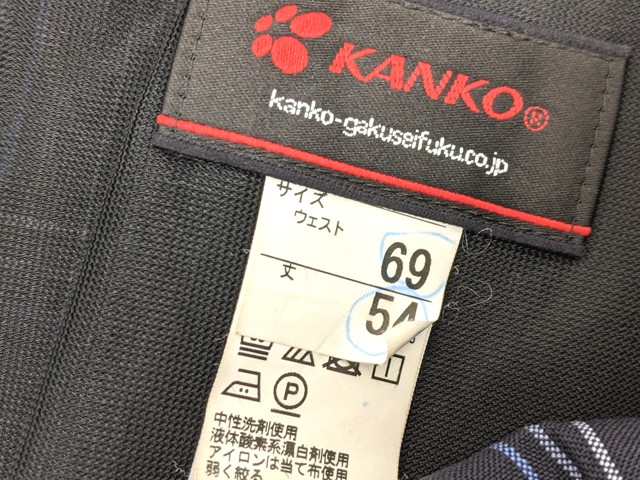 KANKO®
kanko-gakuseifuku.co.jp
サイズ
ウェスト
69
丈
54
P
中性洗剤使用
液体酸素系漂白剤使用
アイロンは当て布使用
弱く絞る